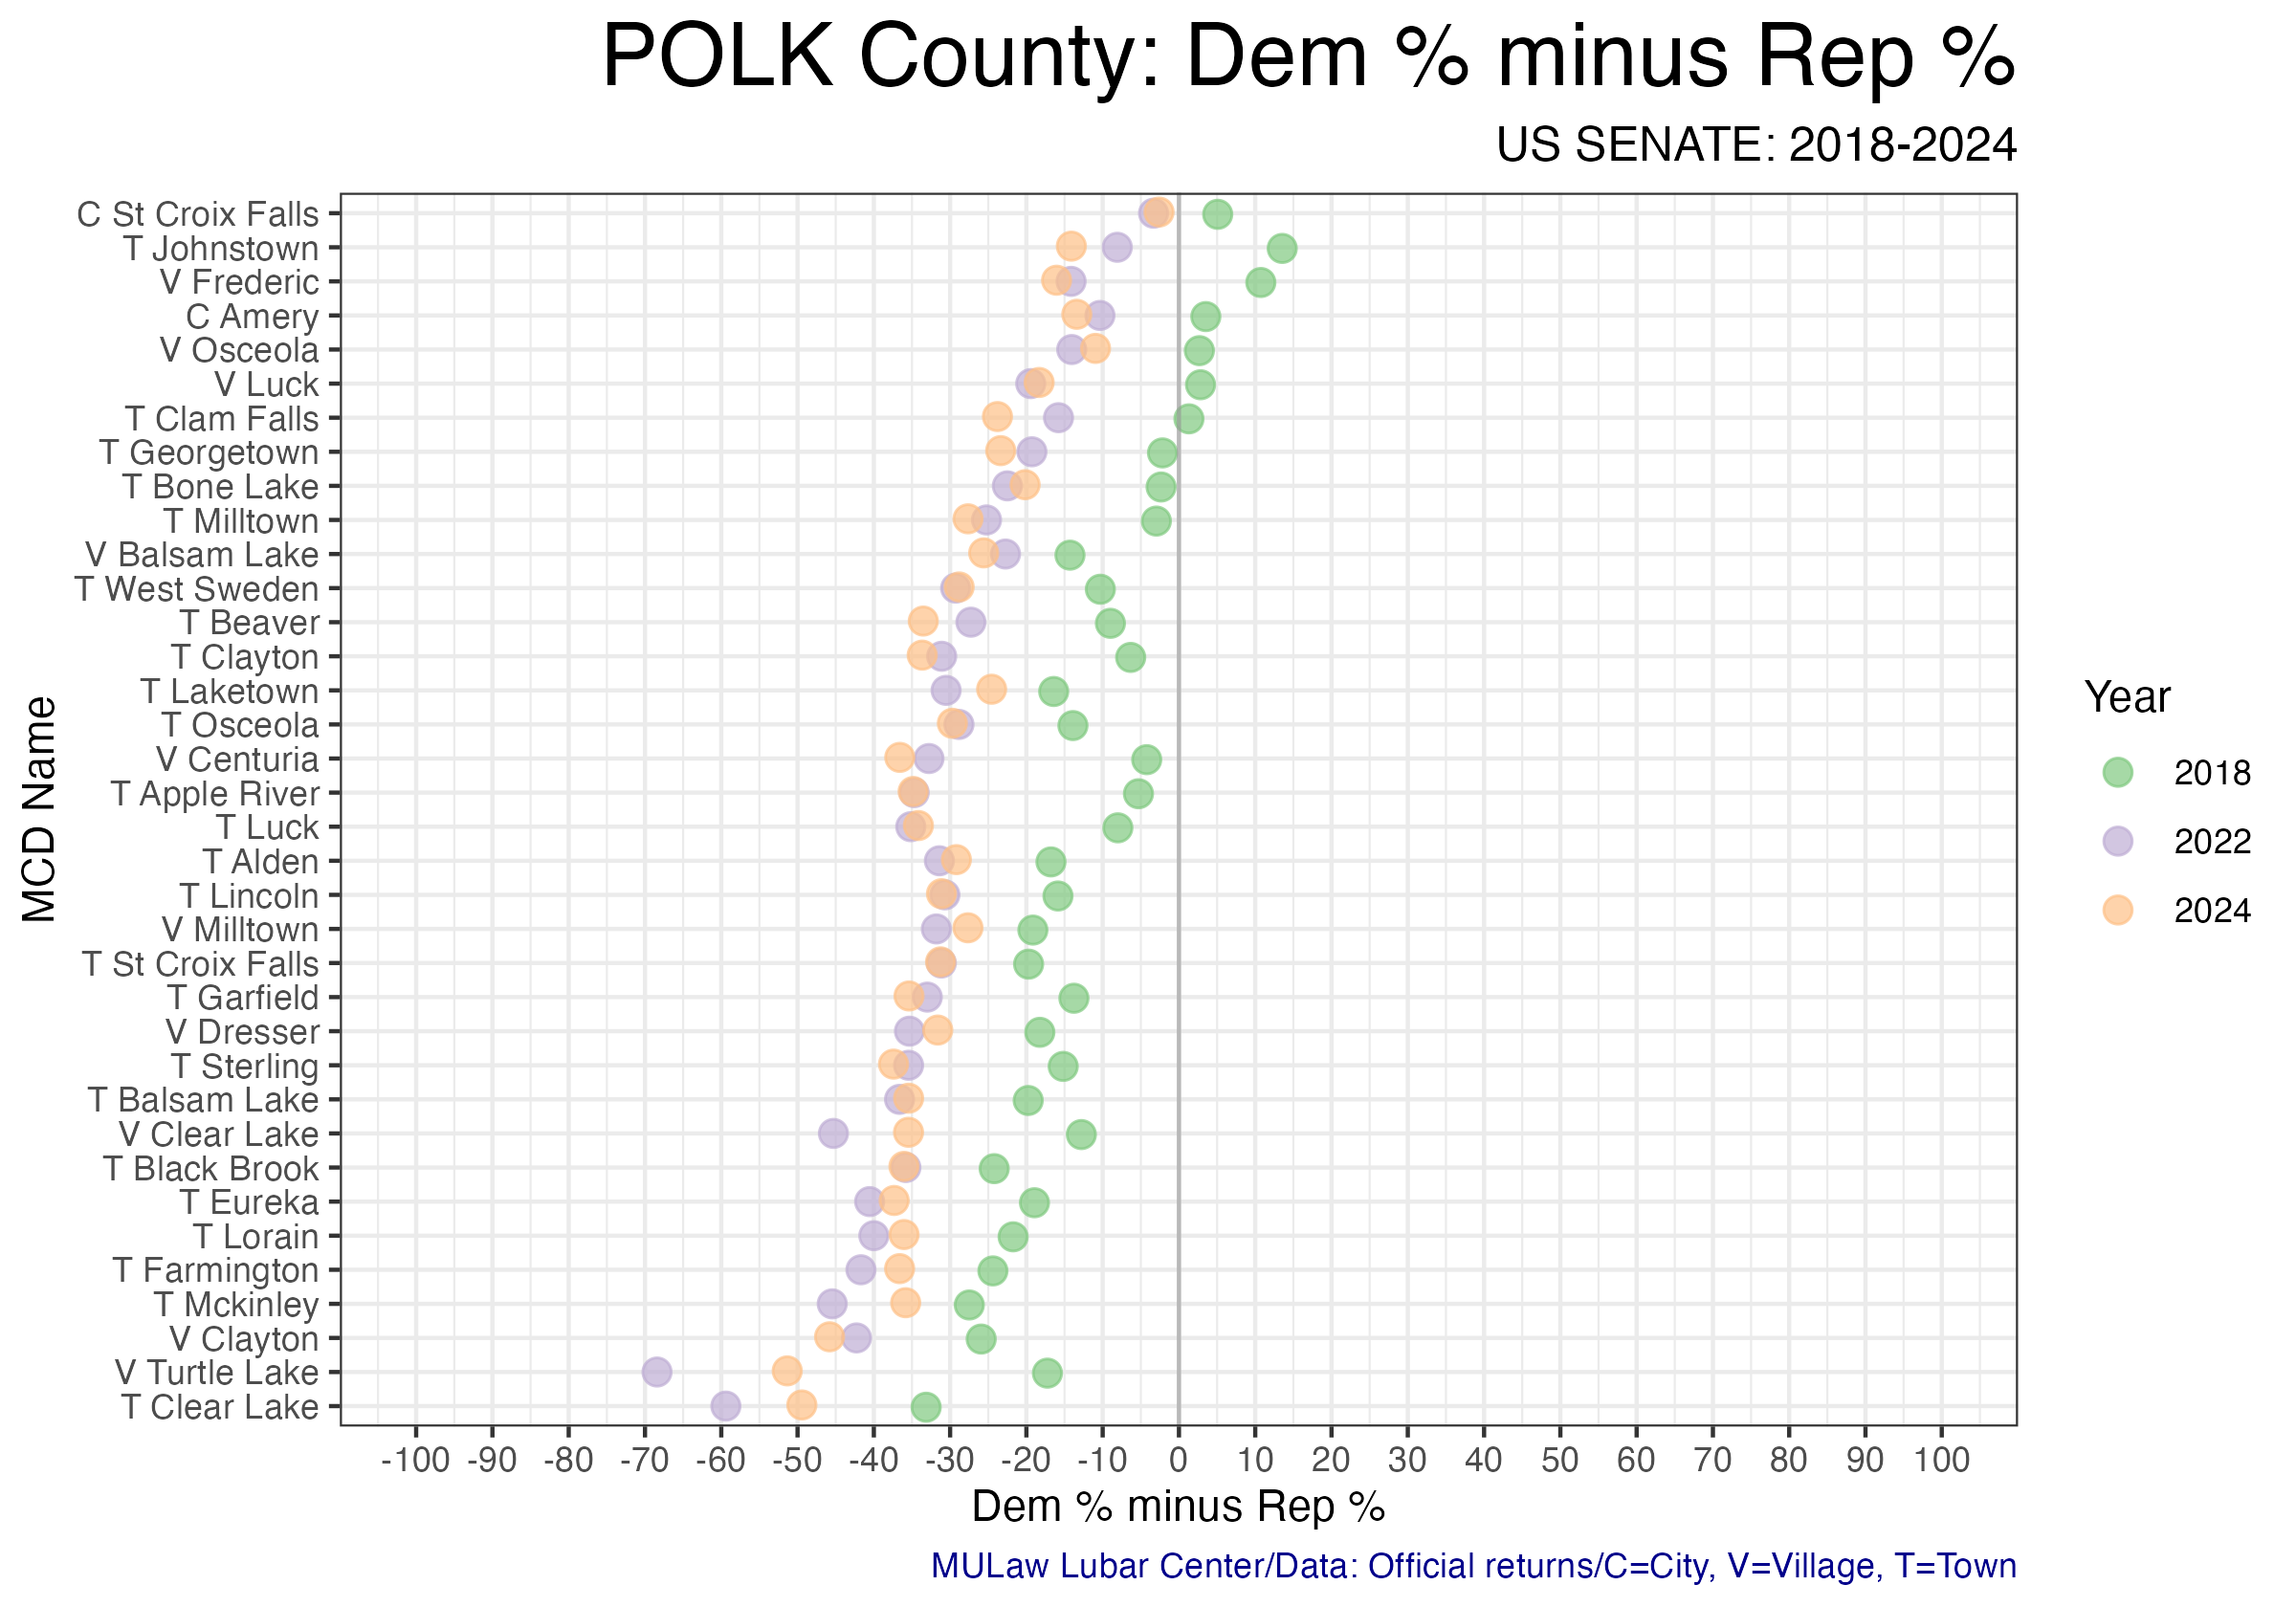 POLK County: Dem % minus Rep %
US SENATE: 2018-2024
MCD Name
C St Croix Falls
T Johnstown
V Frederic
C Amery
V Osceola
V Luck
T Clam Falls
T Georgetown
T Bone Lake
T Milltown
V Balsam Lake
T West Sweden
T Beaver
T Clayton
T Laketown
T Osceola
V Centuria
T Apple River
T Luck
T Alden
T Lincoln
V Milltown
T St Croix Falls
T Garfield
V Dresser
T Sterling
T Balsam Lake
V Clear Lake
T Black Brook
T Eureka
T Lorain
T Farmington
T Mckinley
V Clayton
V Turtle Lake
T Clear Lake
-100 -90 -80 -70 -60 -50 -40 -30 -20 -10 0 10 20 30 40 50 60 70 80 90 100
Dem % minus Rep %
Year
2018
2022
2024
MULaw Lubar Center/Data: Official returns/C=City, V=Village, T=Town